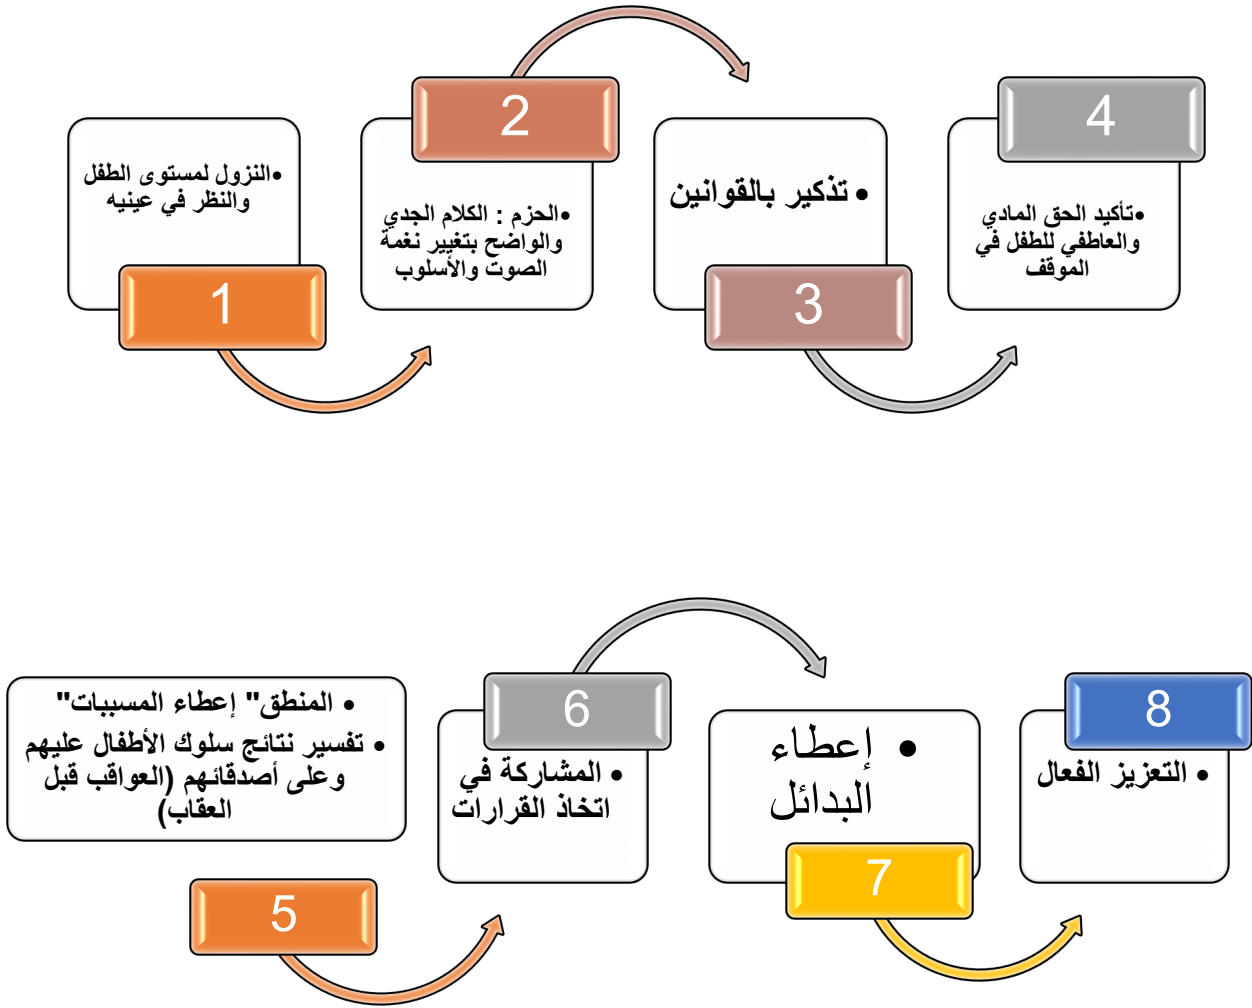 1
•النزول لمستوى الطفل
والنظر في عينيه
2
•الحزم : الكلام الجدي
والواضح بتغيير نغمة
الصوت والأسلوب
3
• تذكير بالقوانين
4
•تأكيد الحق المادي
والعاطفي للطفل في
الموقف
5
• المنطق" إعطاء المسببات"
• تفسير نتائج سلوك الأطفال عليهم
وعلى أصدقائهم (العواقب قبل
العقاب)
6
• المشاركة في
اتخاذ القرارات
7
• إعطاء
البدائل
8
• التعزيز الفعال